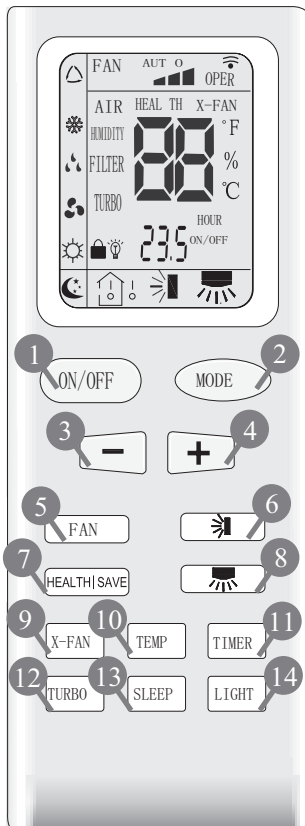 FAN AUT O
OPER
AIR HEAL TH X-FAN
HUMIDITY 88 °F
FILTER %
TURBO °C
HOUR
23.5 ON/OFF
1 2
ON/OFF MODE
3 4
- +
5 6
FAN
7 8
HEALTH|SAVE
9 10 11
X-FAN TEMP TIMER
12 13 14
TURBO SLEEP LIGHT